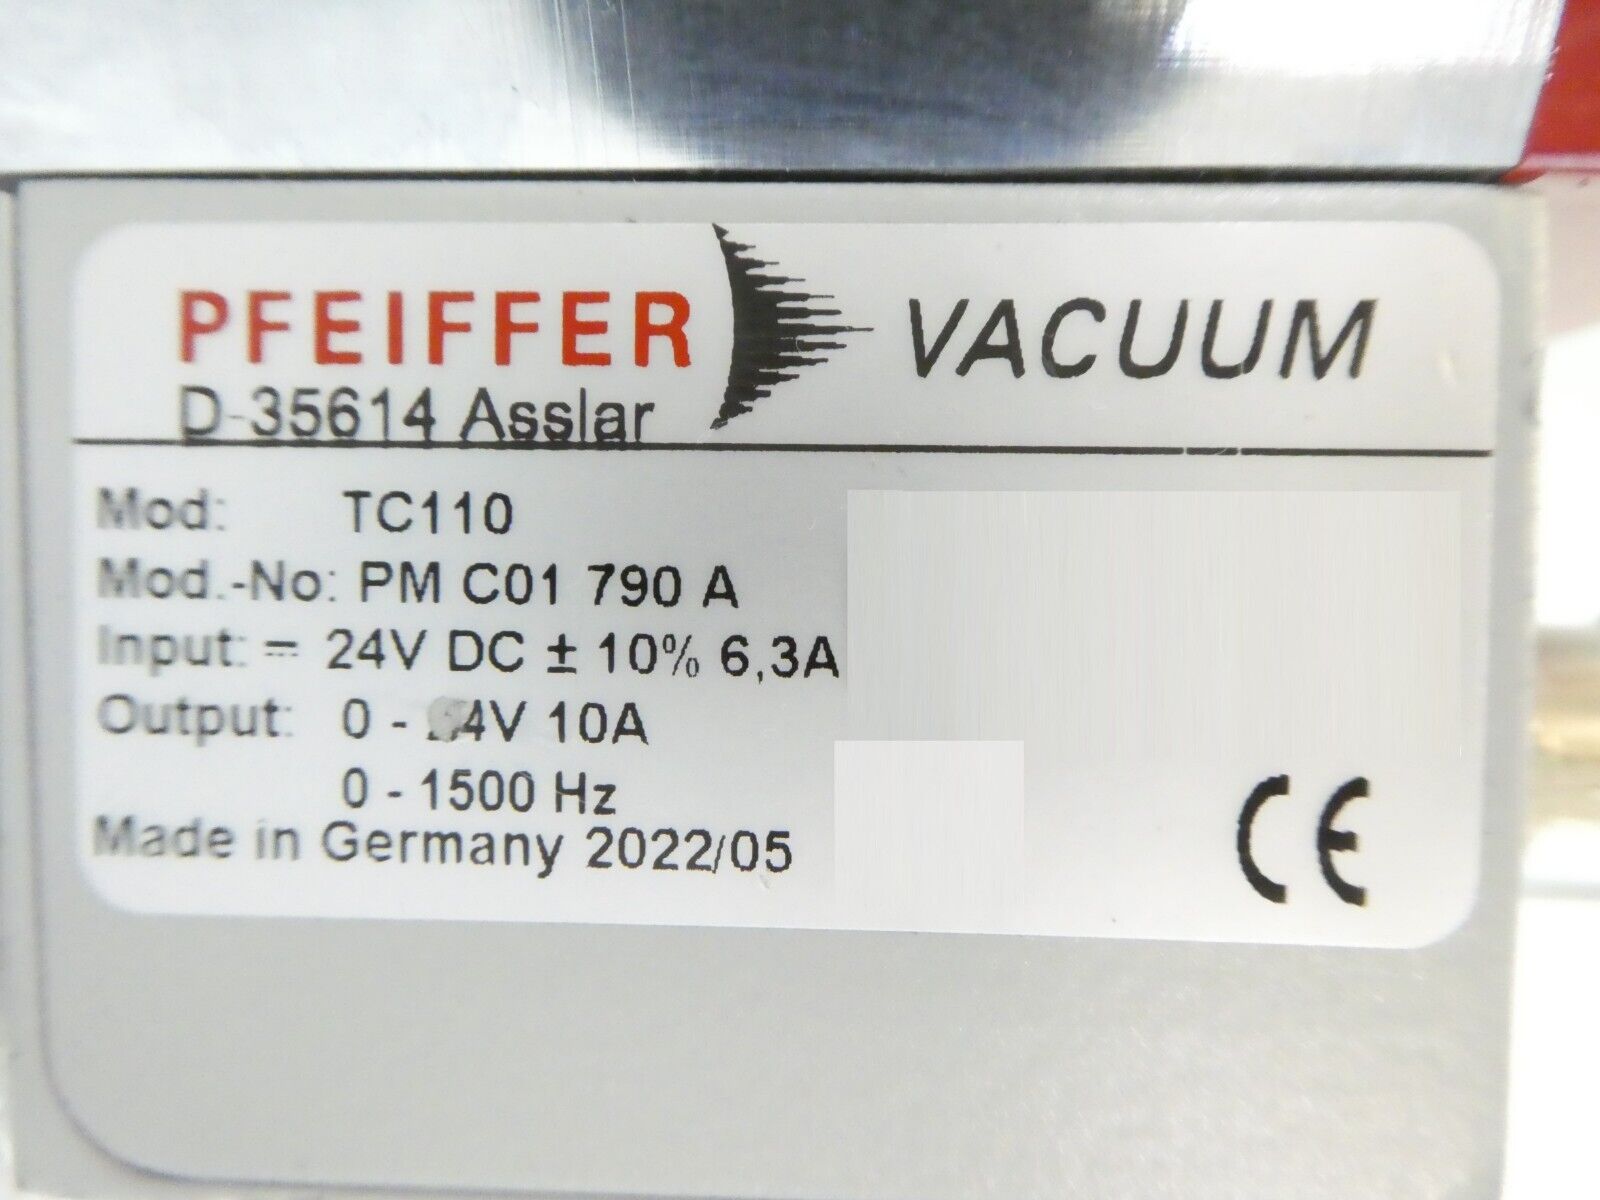 PFEIFFER VACUUM
D-35614 Asslar
Mod: TC110
Mod.-No: PM C01 790 A
Input: ⎓ 24V DC ± 10% 6,3A
Output: 0 - 24V 10A
0 - 1500 Hz
Made in Germany 2022/05
CE